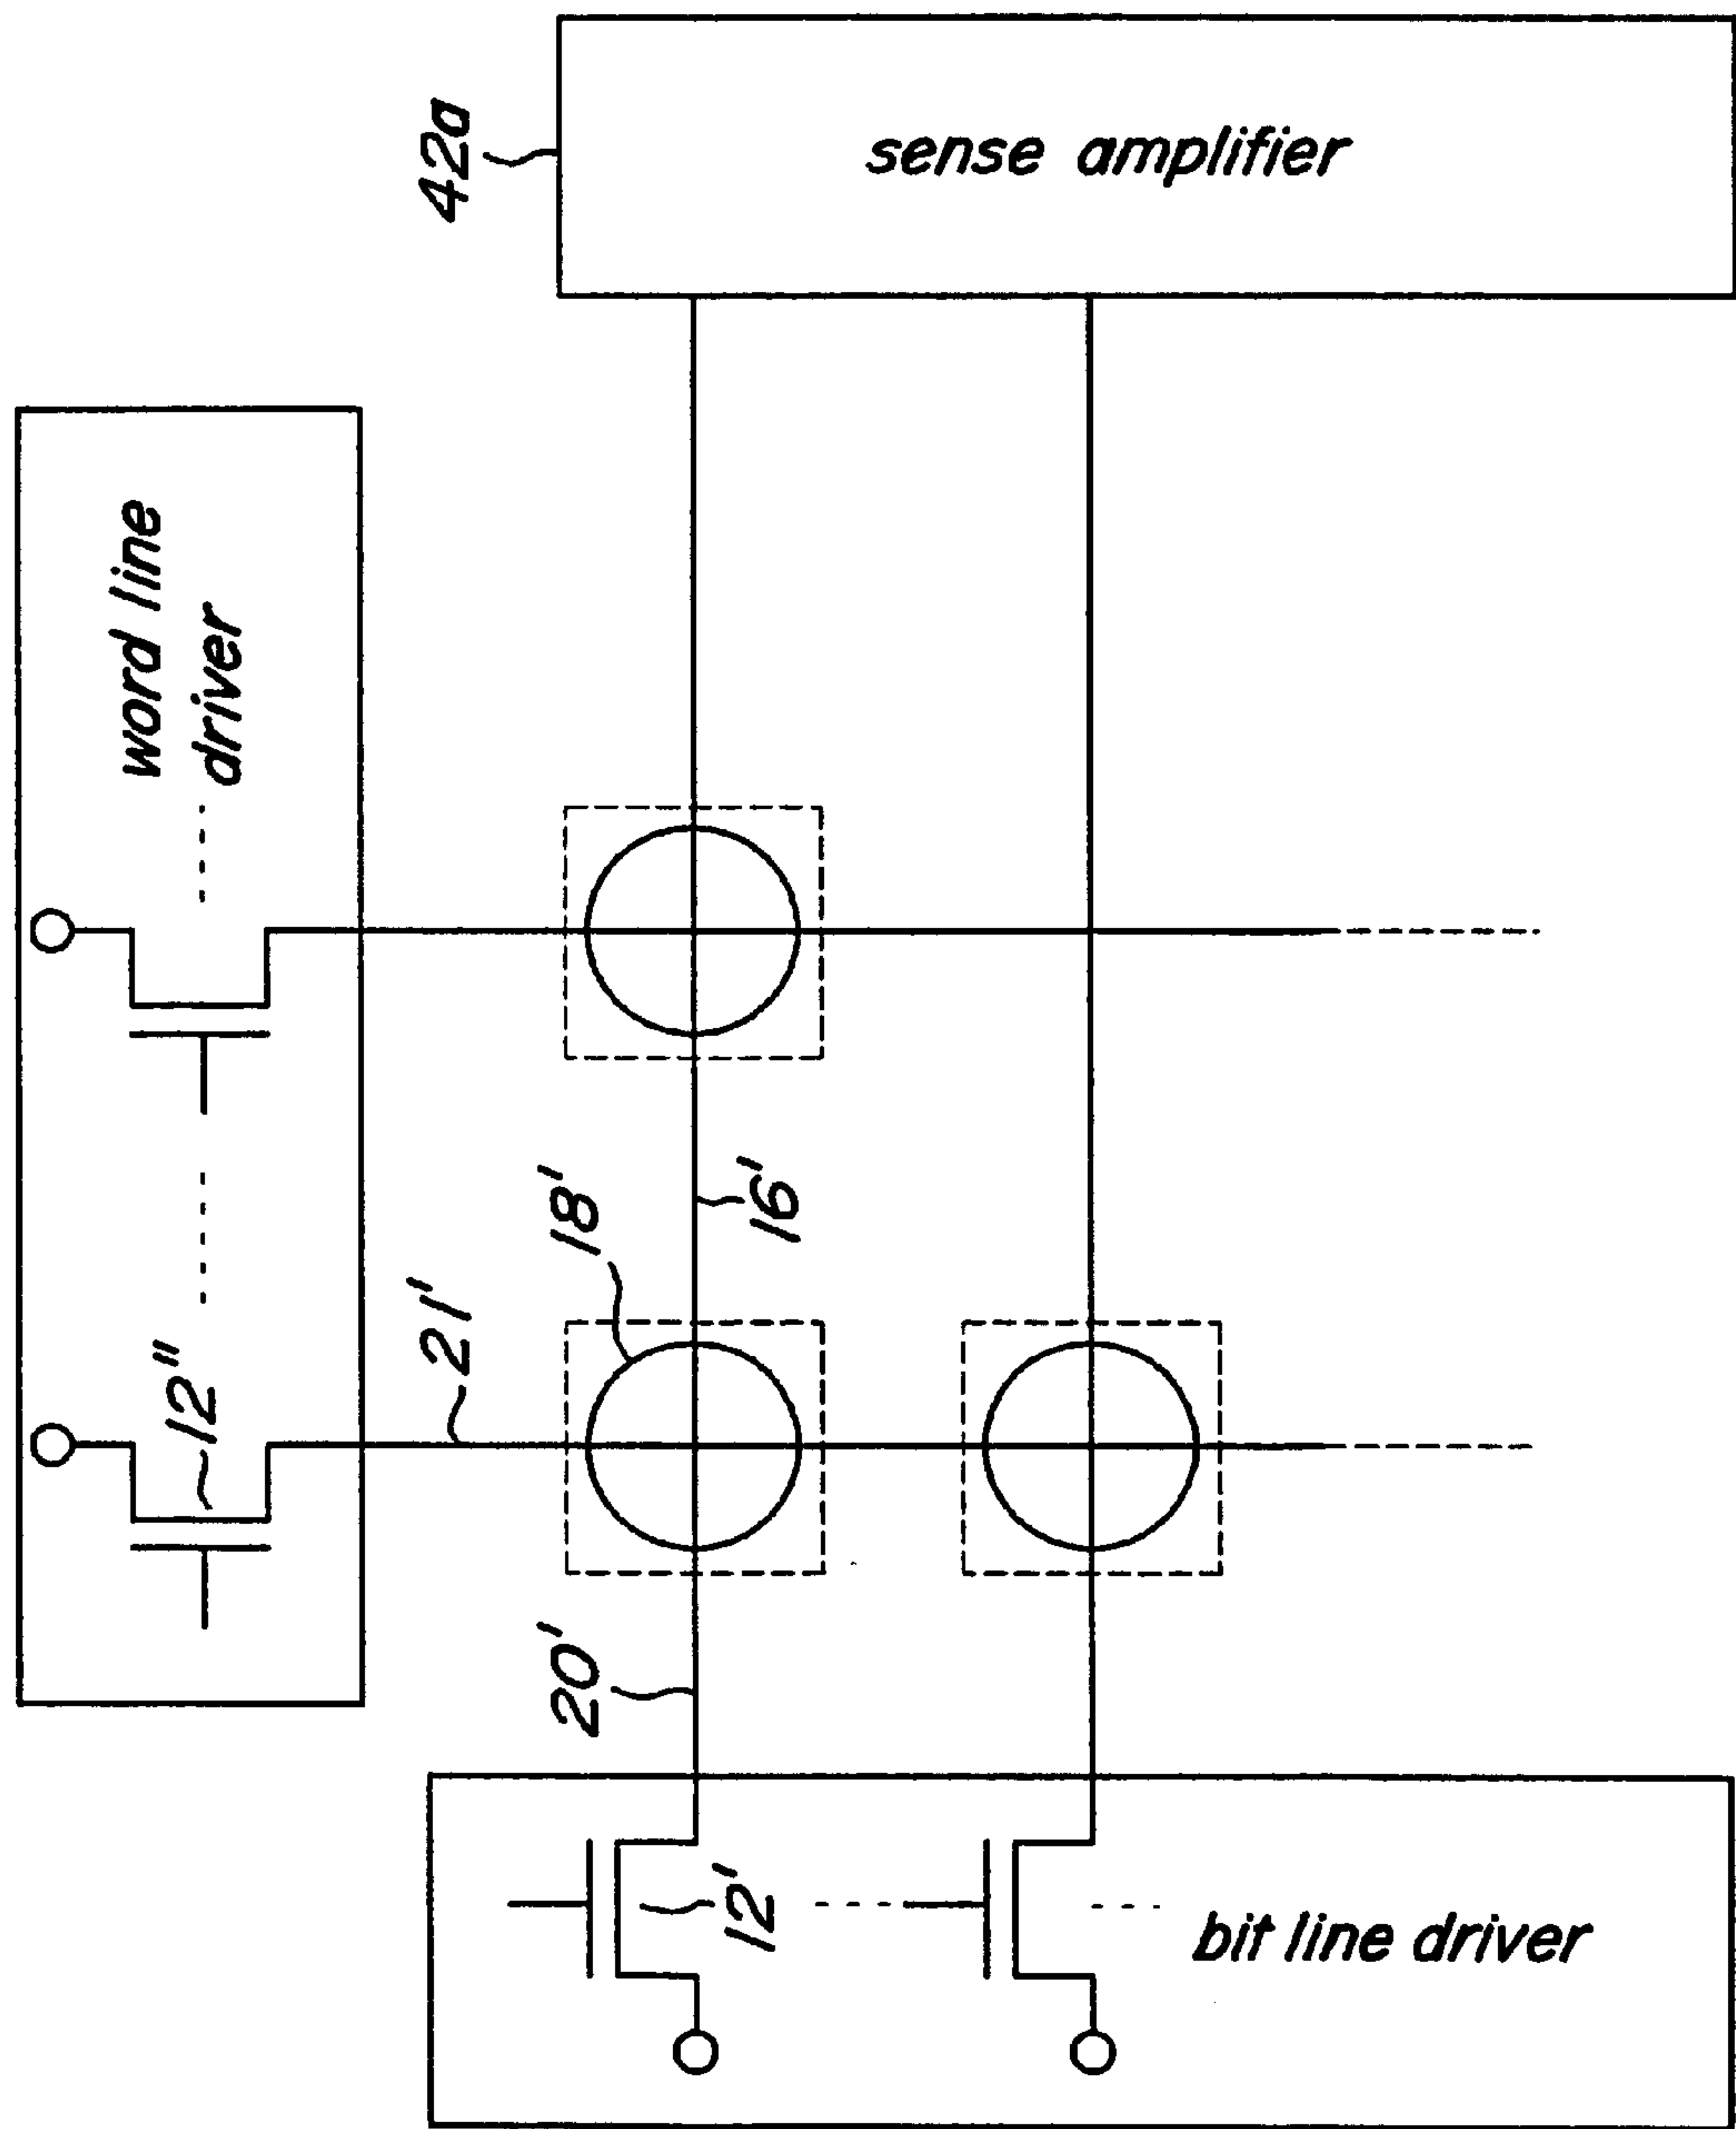 42a
sense amplifier
word line
driver
12"
21'
18'
16'
20'
12'
bit line driver